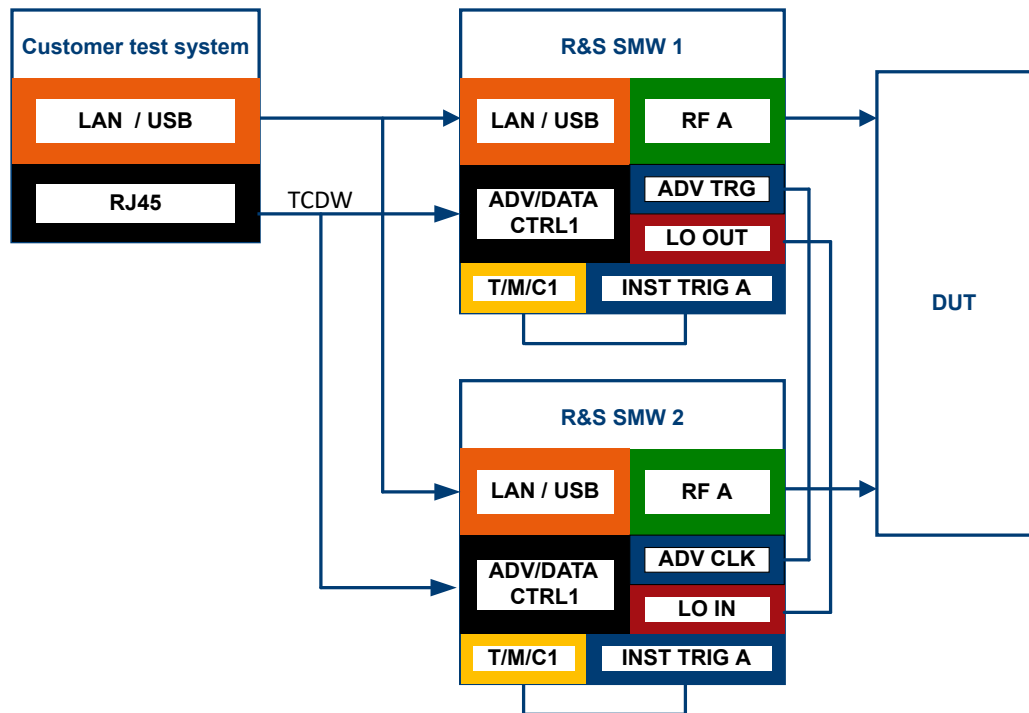 Customer test system
LAN / USB
RJ45
TCDW
R&S SMW 1
LAN / USB
RF A
ADV/DATA
CTRL1
ADV TRG
LO OUT
T/M/C1
INST TRIG A
R&S SMW 2
LAN / USB
RF A
ADV/DATA
CTRL1
ADV CLK
LO IN
T/M/C1
INST TRIG A
DUT